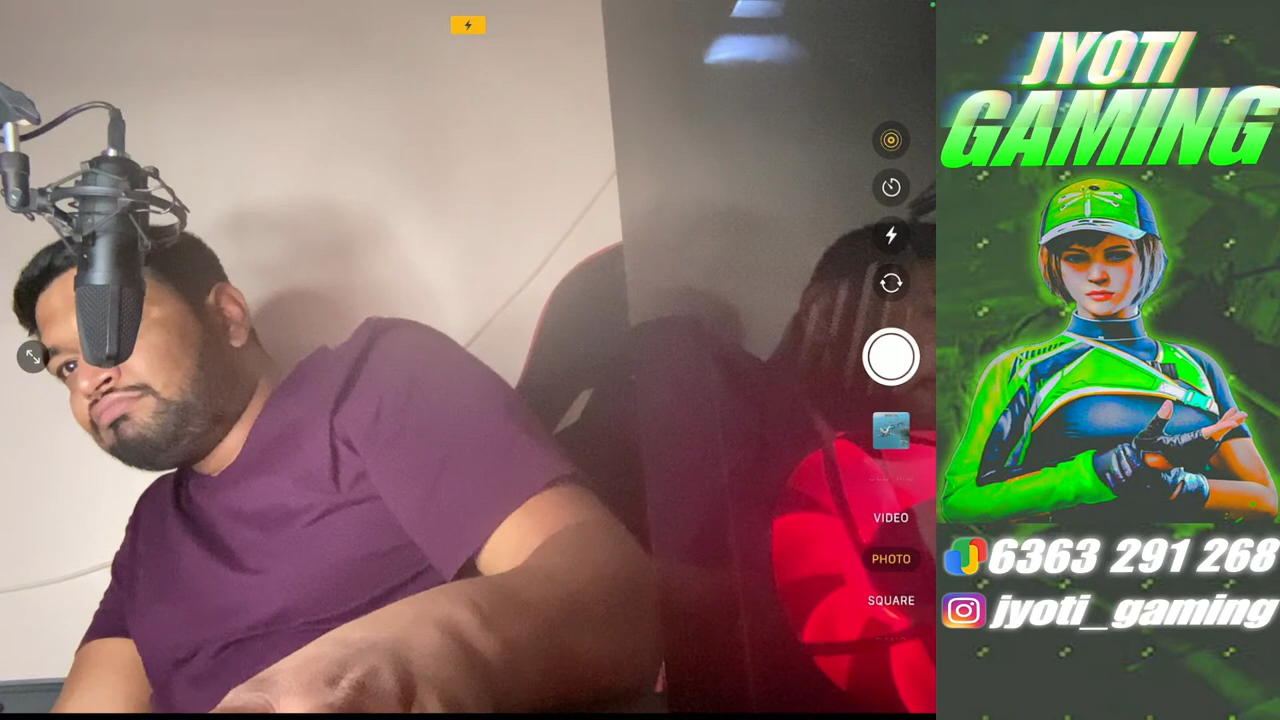 VIDEO
PHOTO
SQUARE
JYOTI
GAMING
6363 291 268
jyoti_gaming